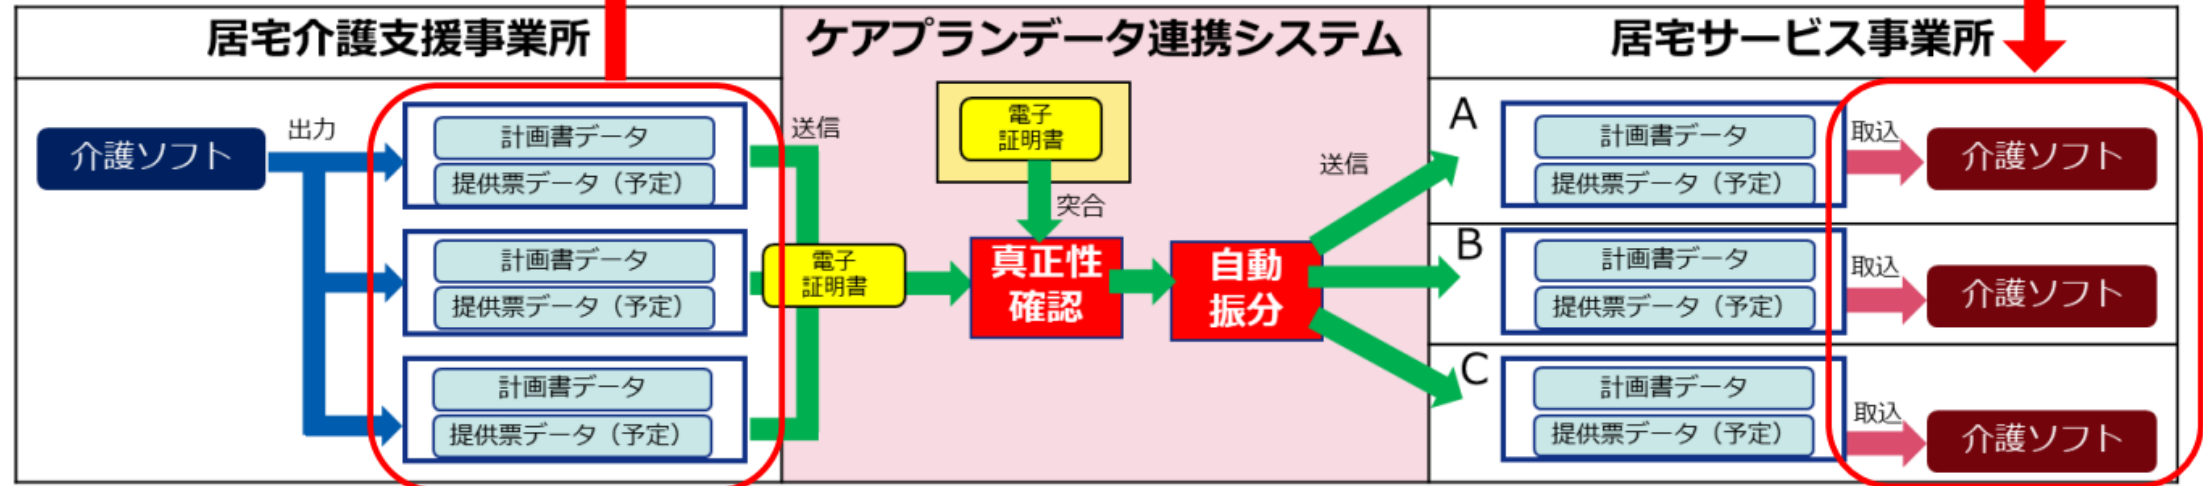 居宅介護支援事業所
ケアプランデータ連携システム
居宅サービス事業所
介護ソフト
出力
計画書データ
提供票データ（予定）
計画書データ
提供票データ（予定）
計画書データ
提供票データ（予定）
送信
電子
証明書
電子
証明書
突合
真正性
確認
自動
振分
送信
A
計画書データ
提供票データ（予定）
取込
介護ソフト
B
計画書データ
提供票データ（予定）
取込
介護ソフト
C
計画書データ
提供票データ（予定）
取込
介護ソフト